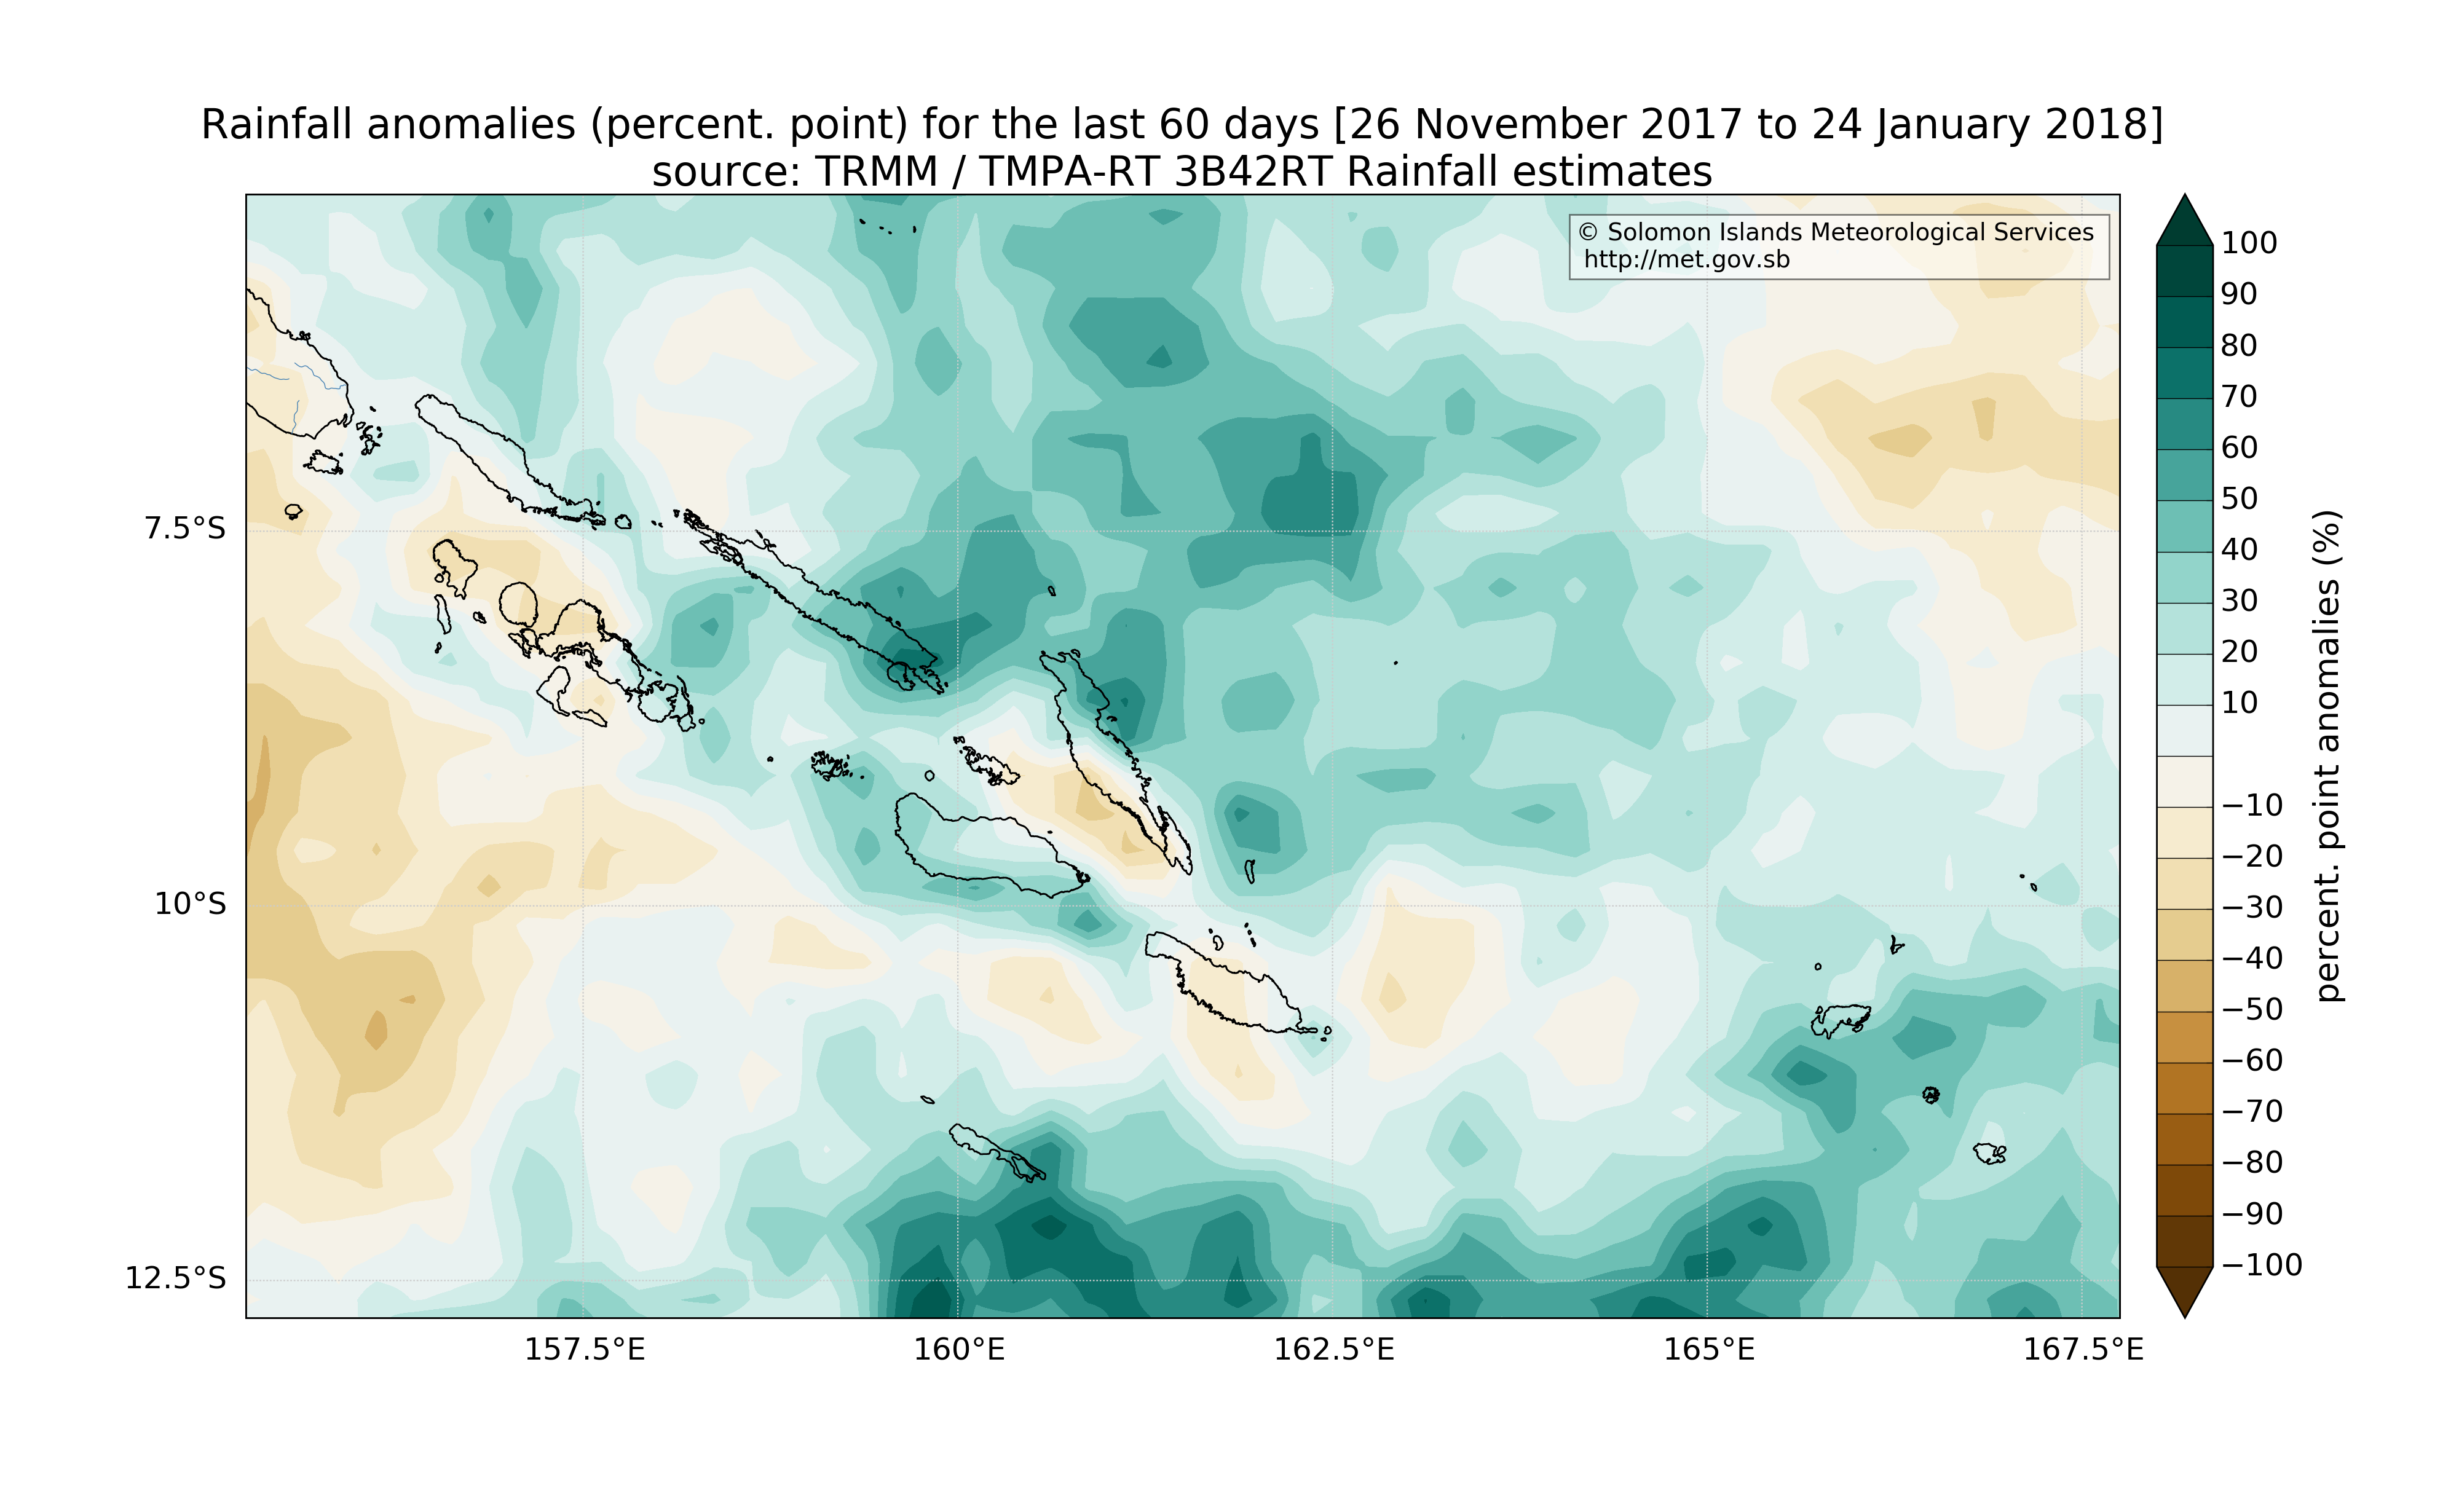 Rainfall anomalies (percent. point) for the last 60 days [26 November 2017 to 24 January 2018]
source: TRMM / TMPA-RT 3B42RT Rainfall estimates
© Solomon Islands Meteorological Services
http://met.gov.sb
7.5°S
10°S
12.5°S
157.5°E
160°E
162.5°E
165°E
167.5°E
100
90
80
70
60
50
40
30
20
10
−10
−20
−30
−40
−50
−60
−70
−80
−90
−100
percent. point anomalies (%)